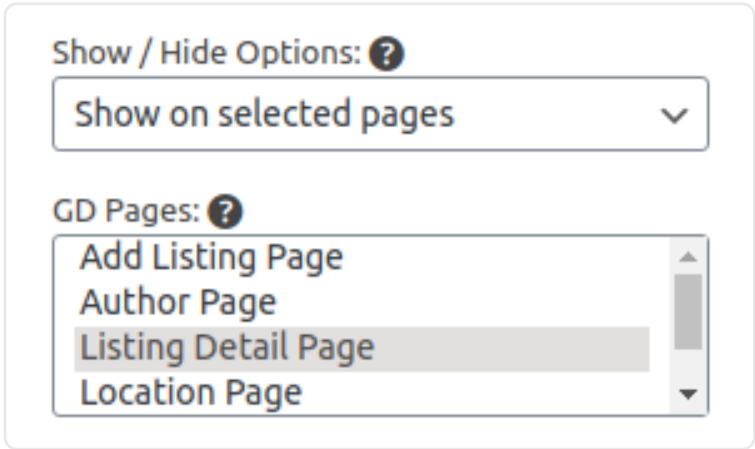 Show / Hide Options: ?
Show on selected pages
GD Pages: ?
Add Listing Page
Author Page
Listing Detail Page
Location Page